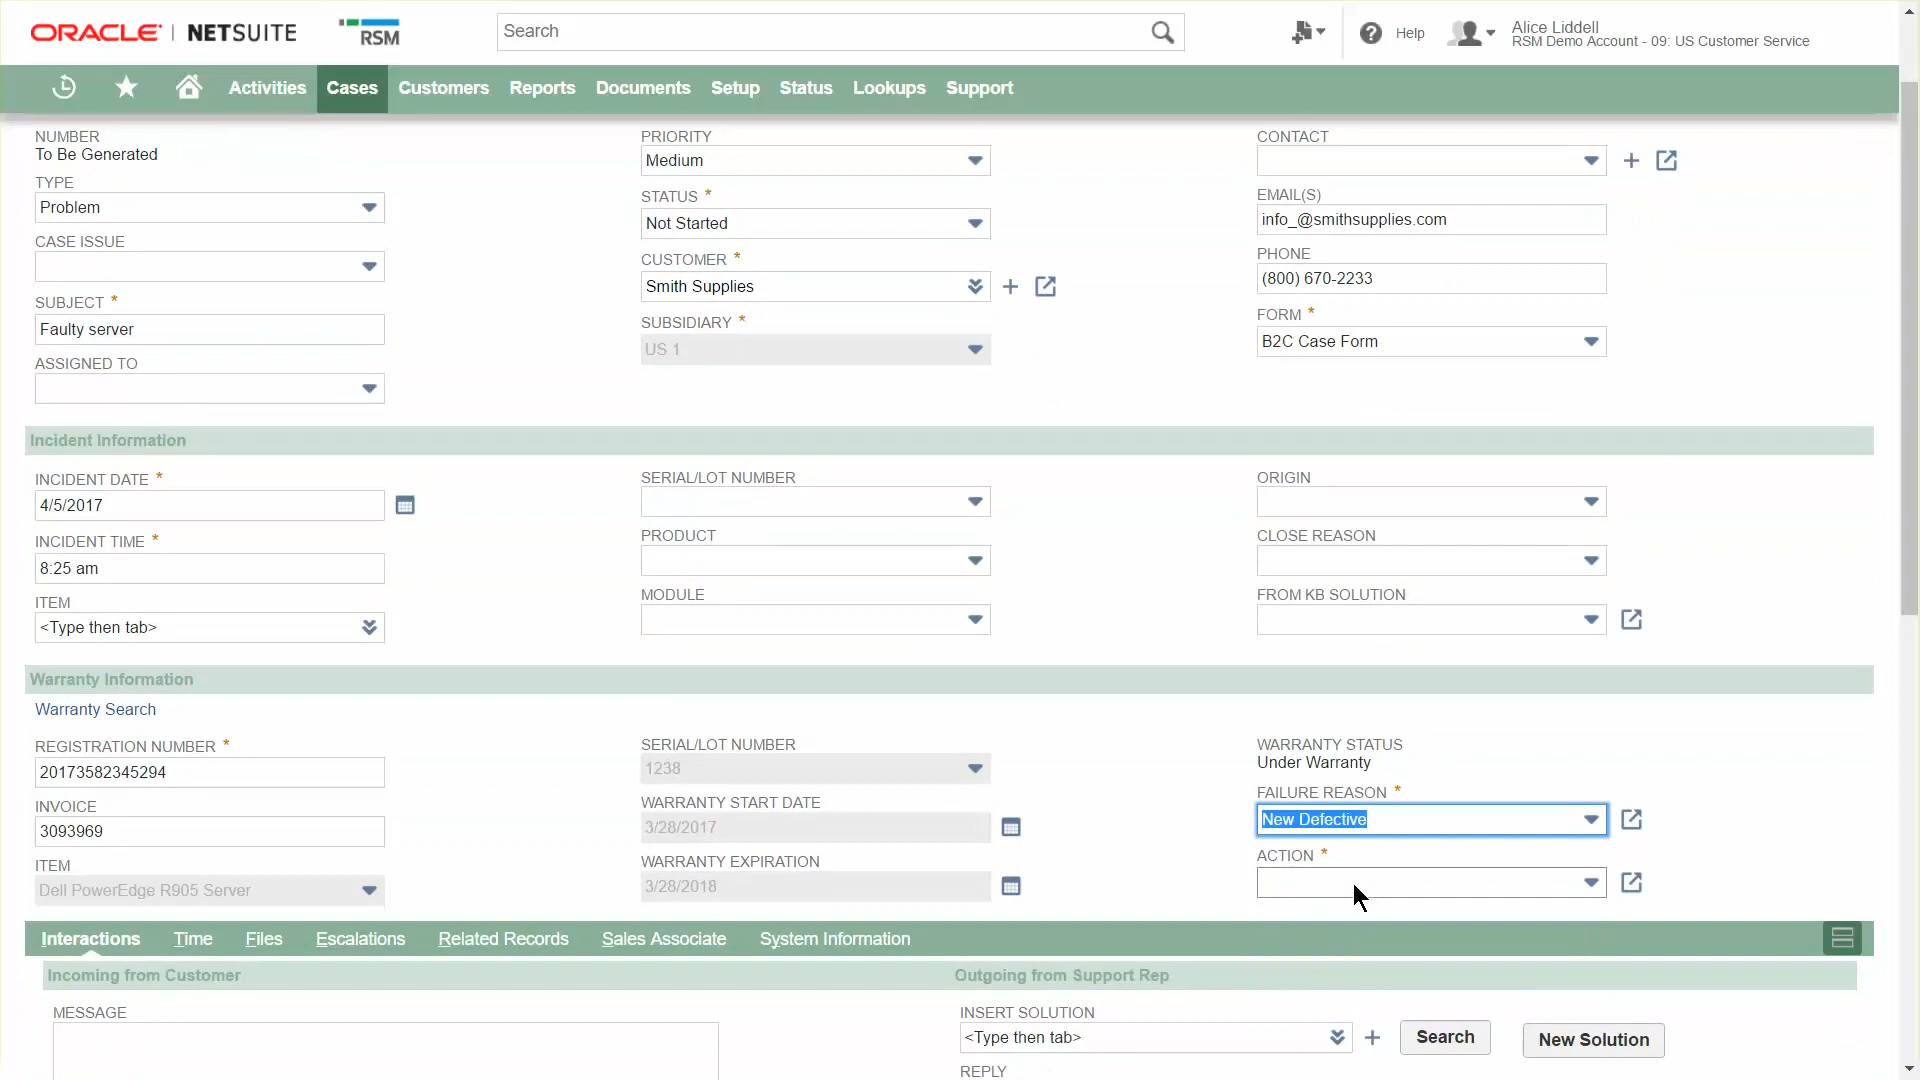 ORACLE | NETSUITE
RSM
Search
Help
Alice Liddell
RSM Demo Account - 09: US Customer Service
Activities
Cases
Customers
Reports
Documents
Setup
Status
Lookups
Support
NUMBER
To Be Generated
TYPE
Problem
CASE ISSUE
SUBJECT *
Faulty server
ASSIGNED TO
PRIORITY
Medium
STATUS *
Not Started
CUSTOMER *
Smith Supplies
SUBSIDIARY *
US 1
CONTACT
EMAIL(S)
info_@smithsupplies.com
PHONE
(800) 670-2233
FORM *
B2C Case Form
Incident Information
INCIDENT DATE *
4/5/2017
INCIDENT TIME *
8:25 am
ITEM
<Type then tab>
SERIAL/LOT NUMBER
PRODUCT
MODULE
ORIGIN
CLOSE REASON
FROM KB SOLUTION
Warranty Information
Warranty Search
REGISTRATION NUMBER *
20173582345294
INVOICE
3093969
ITEM
Dell PowerEdge R905 Server
SERIAL/LOT NUMBER
1238
WARRANTY START DATE
3/28/2017
WARRANTY EXPIRATION
3/28/2018
WARRANTY STATUS
Under Warranty
FAILURE REASON *
New Defective
ACTION *
Interactions
Time
Files
Escalations
Related Records
Sales Associate
System Information
Incoming from Customer
MESSAGE
Outgoing from Support Rep
INSERT SOLUTION
<Type then tab>
Search
New Solution
REPLY